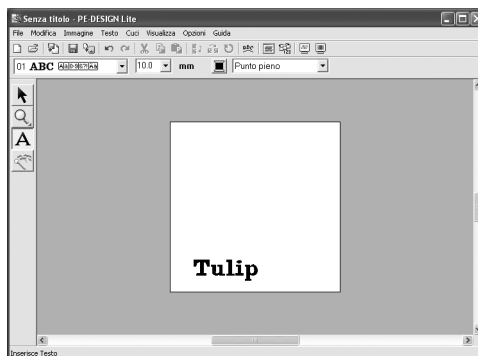 Senza titolo - PE-DESIGN Lite
File Modifica Immagine Testo Cuci Visualizza Opzioni Guida
01 ABC 10.0 mm Punto pieno
A
Tulip
Inserisce Testo